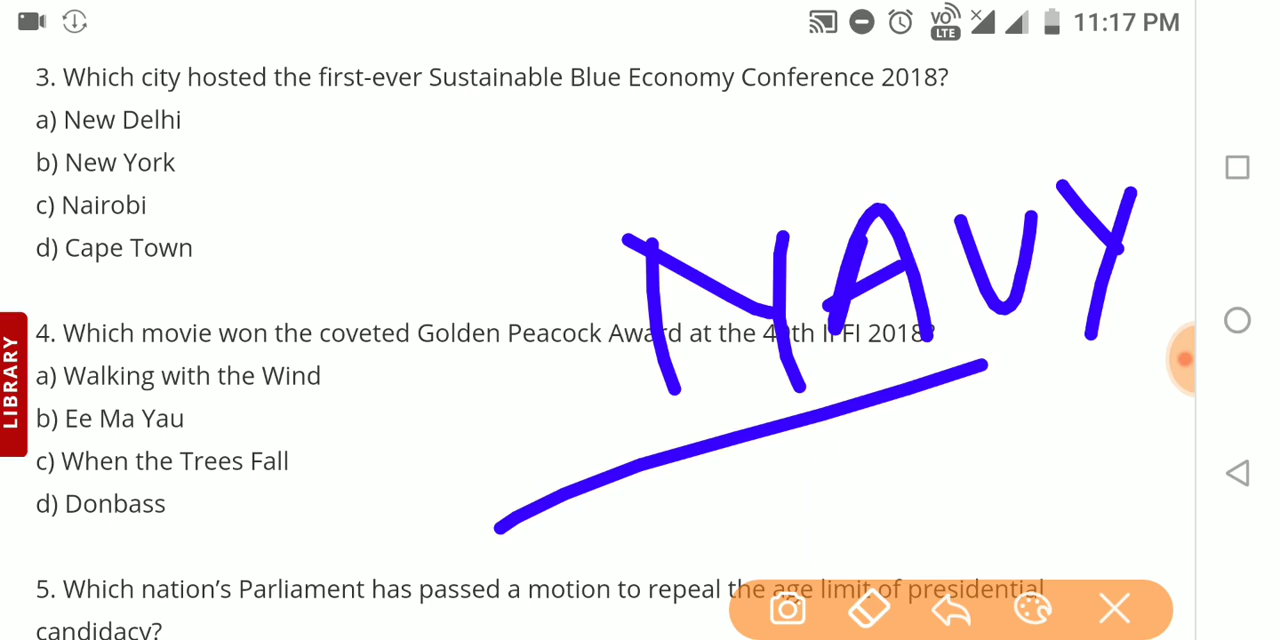 VO LTE 11:17 PM
3. Which city hosted the first-ever Sustainable Blue Economy Conference 2018?
a) New Delhi
b) New York
c) Nairobi
d) Cape Town
NAVY
4. Which movie won the coveted Golden Peacock Award at the IFFI 2018?
a) Walking with the Wind
b) Ee Ma Yau
c) When the Trees Fall
d) Donbass
LIBRARY
5. Which nation’s Parliament has passed a motion to repeal the age limit of presidential
candidacy?